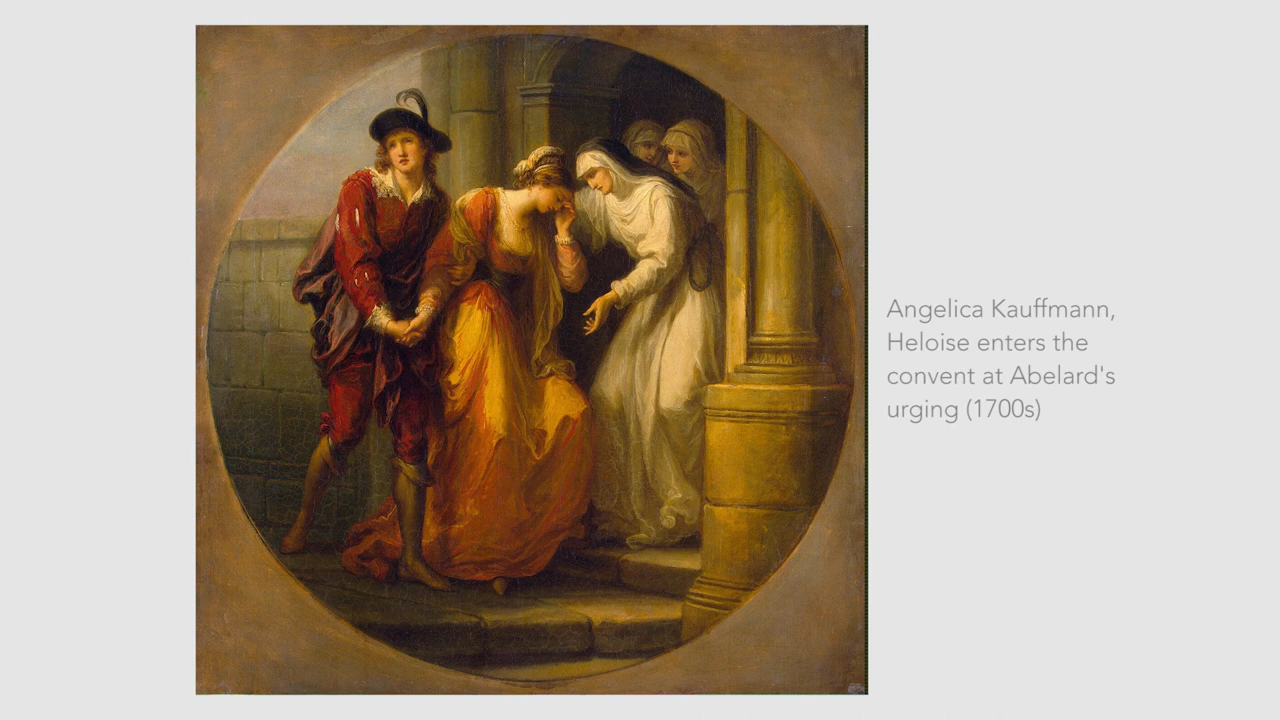 Angelica Kauffmann,
Heloise enters the
convent at Abelard's
urging (1700s)